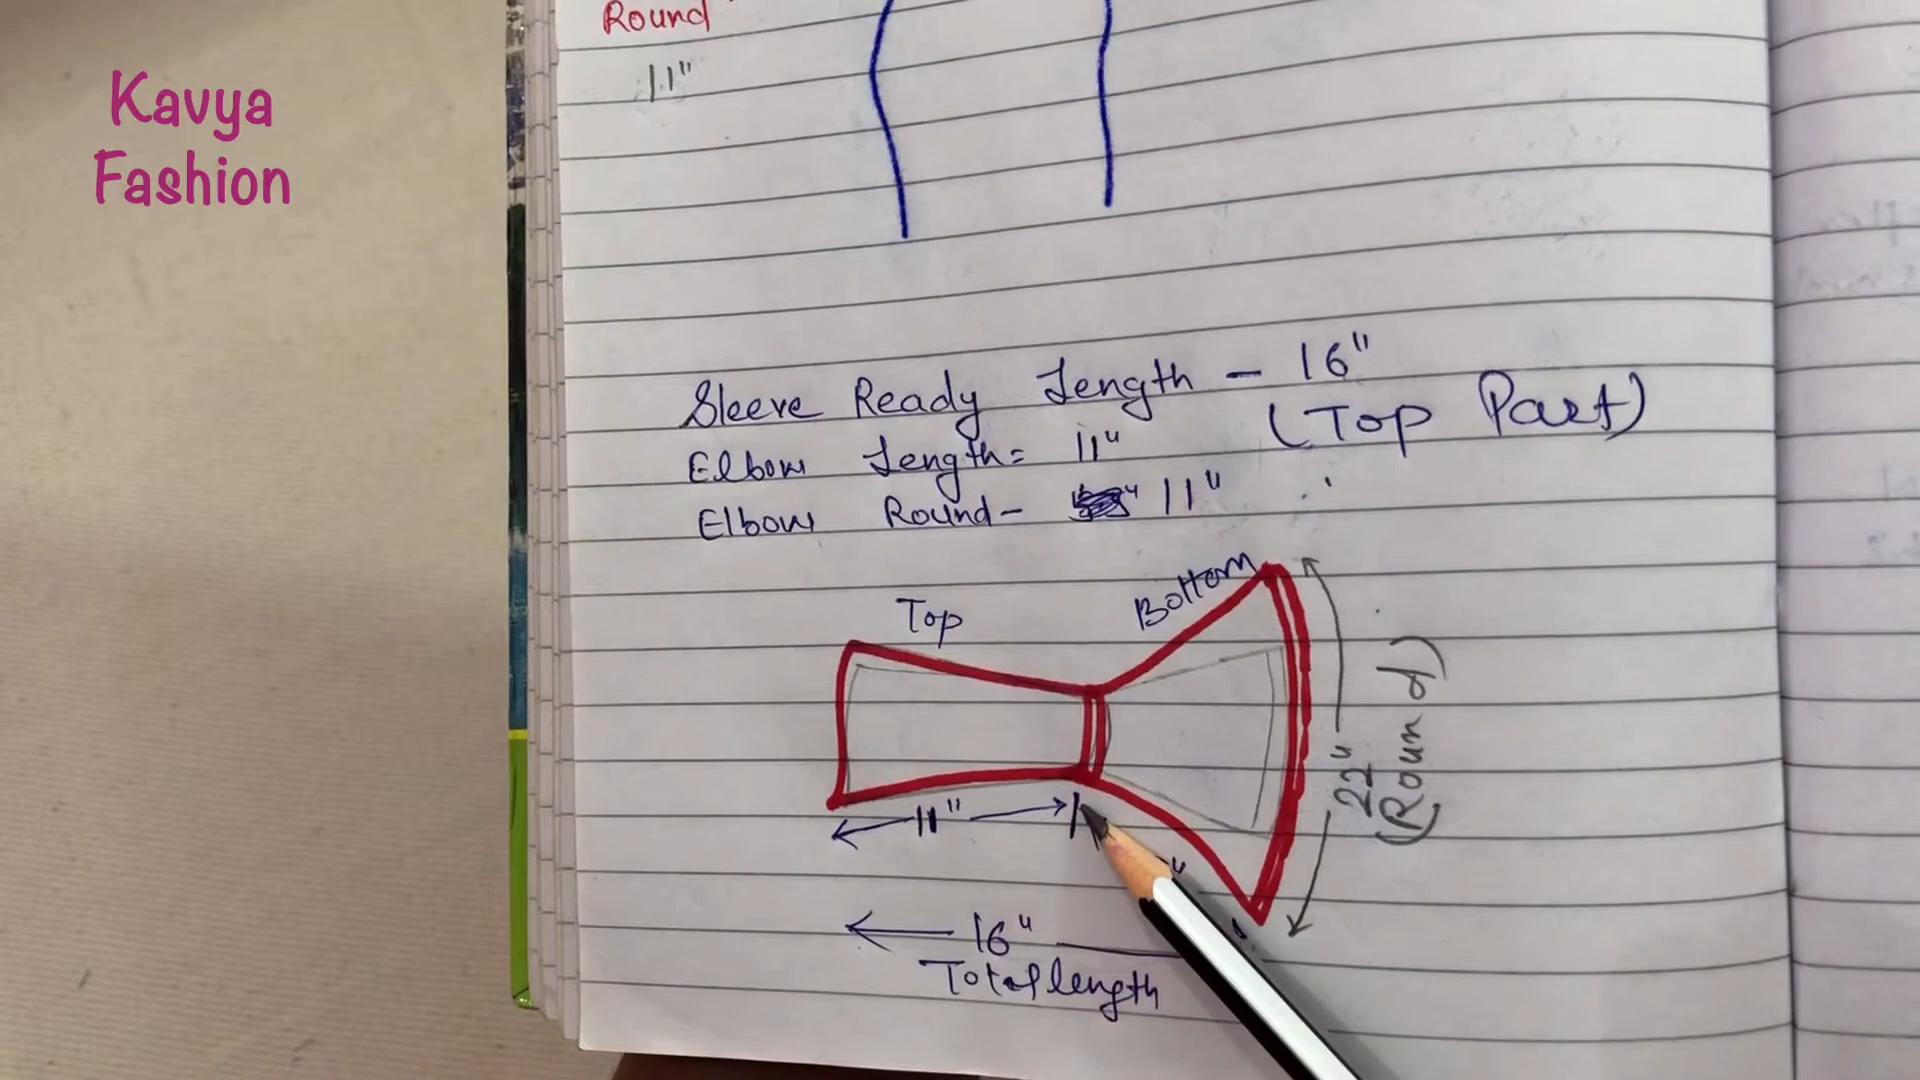 Kavya
Fashion
Round
11"
Sleeve Ready Length - 16"
(Top Part)
Elbow Length= 11"
Elbow Round- 11"
Top
Bottom
11"
22"
(Round)
16"
Total length